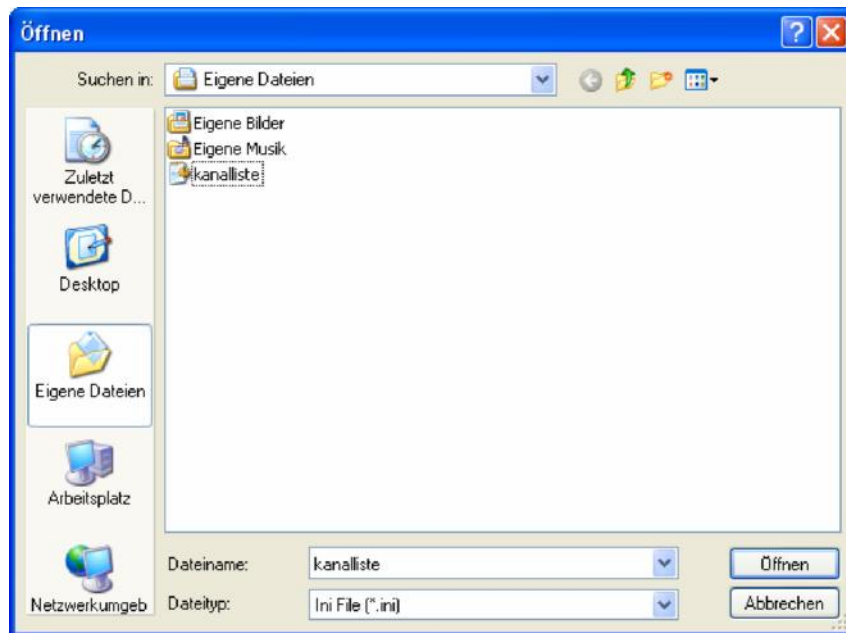 Öffnen
Suchen in:
Eigene Dateien
Zuletzt
verwendete D...
Desktop
Eigene Dateien
Arbeitsplatz
Netzwerkumgeb
Eigene Bilder
Eigene Musik
kanalliste
Dateiname:
kanalliste
Öffnen
Dateityp:
Ini File (*.ini)
Abbrechen